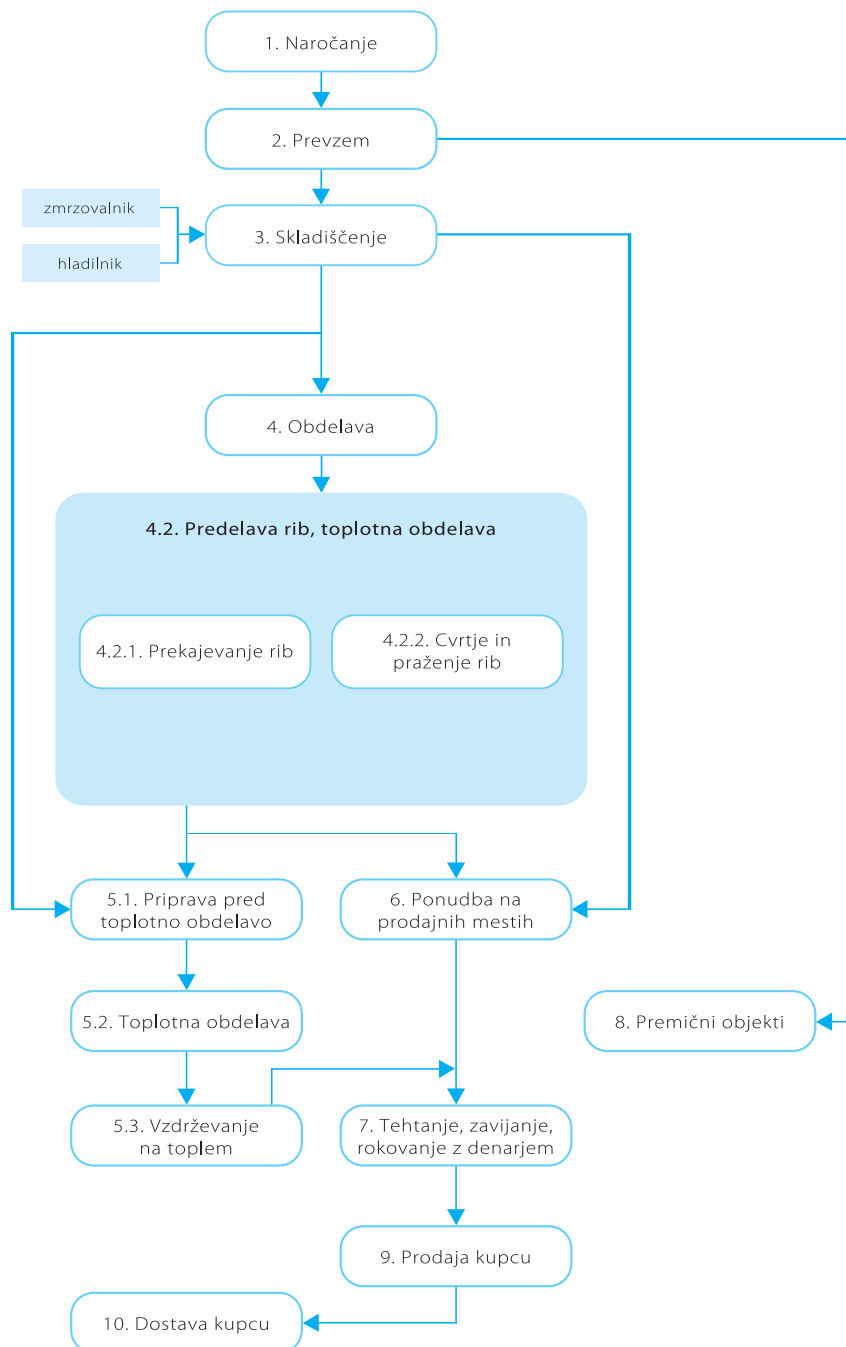 1. Naročanje
2. Prevzem
zmrzovalnik
3. Skladiščenje
hladilnik
4. Obdelava
4.2. Predelava rib, toplotna obdelava
4.2.1. Prekajevanje rib
4.2.2. Cvrtje in
praženje rib
5.1. Priprava pred
toplotno obdelavo
6. Ponudba na
prodajnih mestih
5.2. Toplotna obdelava
8. Premični objekti
5.3. Vzdrževanje
na toplem
7. Tehtanje, zavijanje,
rokovanje z denarjem
9. Prodaja kupcu
10. Dostava kupcu